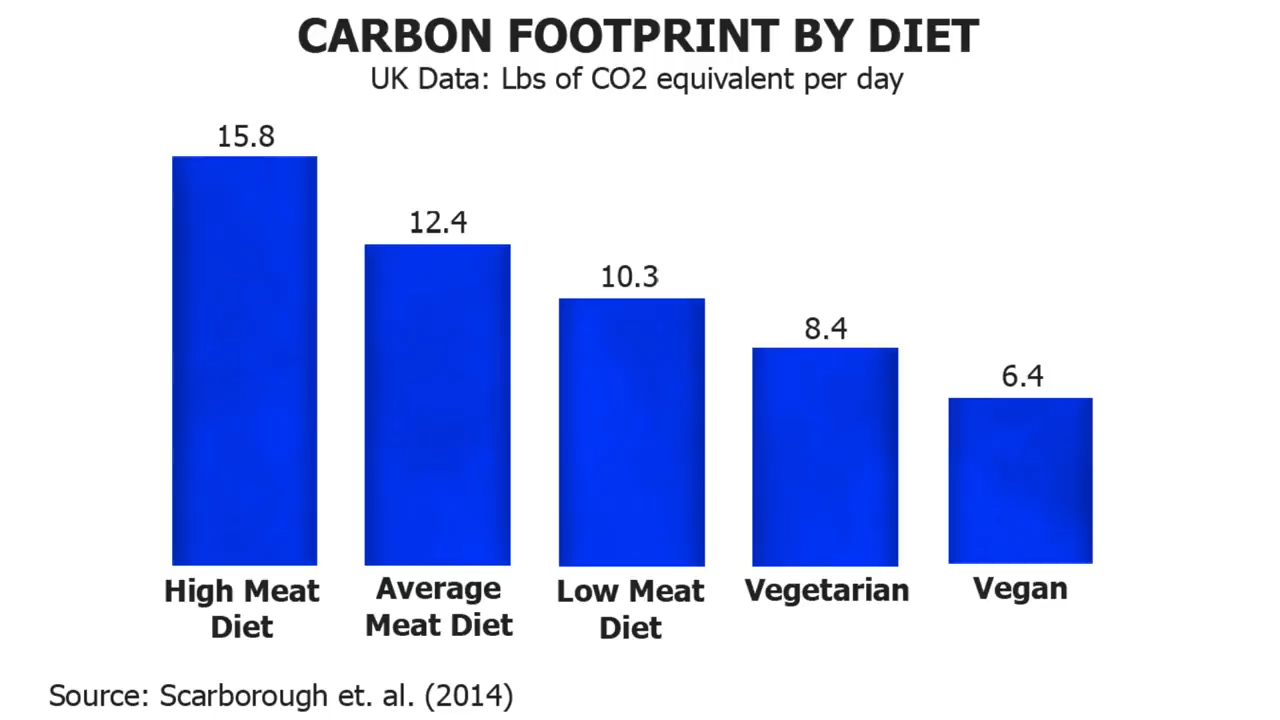 CARBON FOOTPRINT BY DIET
UK Data: Lbs of CO2 equivalent per day
15.8
12.4
10.3
8.4
6.4
High Meat
Diet
Average
Meat Diet
Low Meat
Diet
Vegetarian
Vegan
Source: Scarborough et. al. (2014)